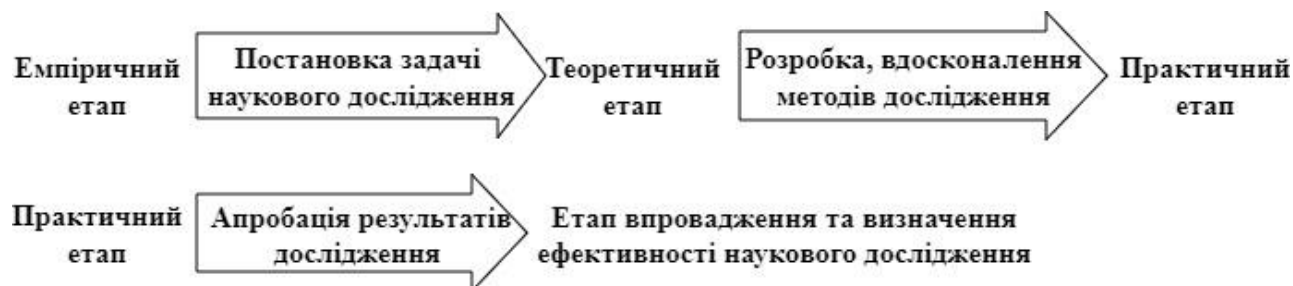 Емпіричний
етап
Постановка задачі
наукового дослідження
Теоретичний
етап
Розробка, вдосконалення
методів дослідження
Практичний
етап
Практичний
етап
Апробація результатів
дослідження
Етап впровадження та визначення
ефективності наукового дослідження